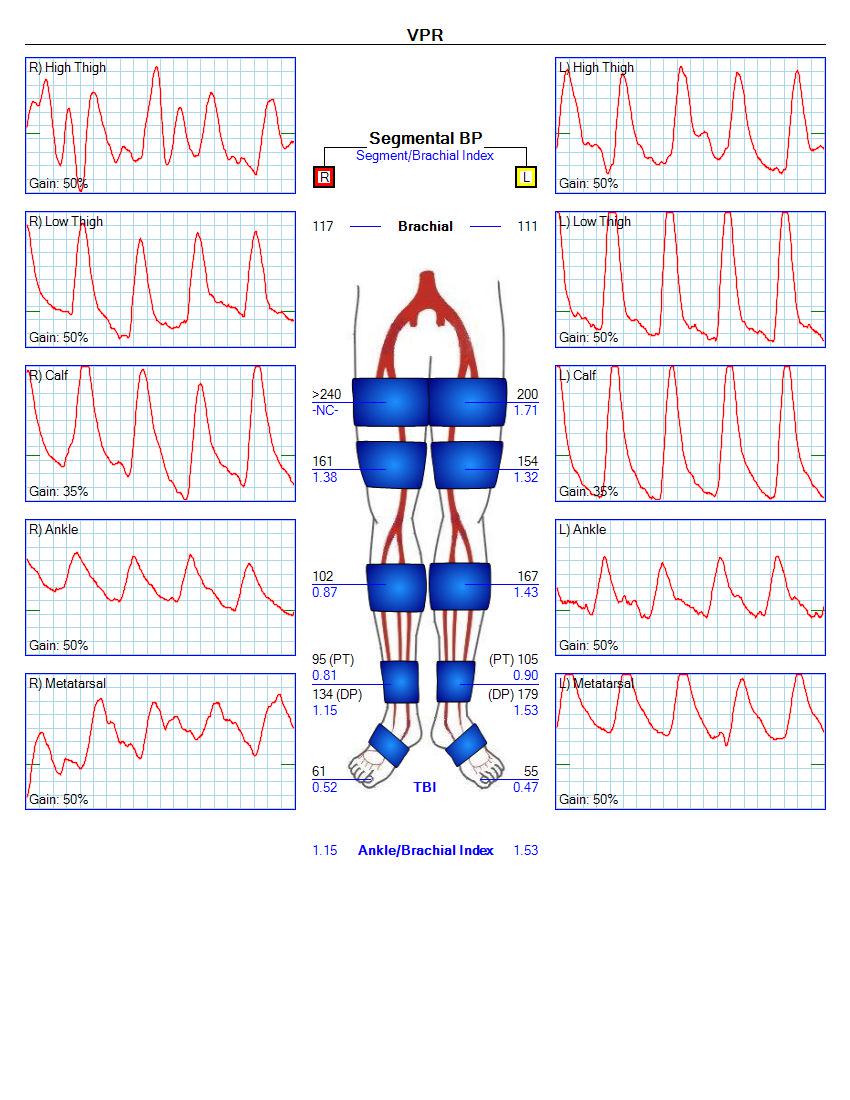 VPR
R) High Thigh
Gain: 50%
R) Low Thigh
Gain: 50%
R) Calf
Gain: 35%
R) Ankle
Gain: 50%
R) Metatarsal
Gain: 50%
Segmental BP
Segment/Brachial Index
R L
117 Brachial 111
>240 200
-NC- 1.71
161 154
1.38 1.32
102 167
0.87 1.43
95 (PT) (PT) 105
0.81 0.90
134 (DP) (DP) 179
1.15 1.53
61 55
0.52 TBI 0.47
1.15 Ankle/Brachial Index 1.53
L) High Thigh
Gain: 50%
L) Low Thigh
Gain: 50%
L) Calf
Gain: 35%
L) Ankle
Gain: 50%
L) Metatarsal
Gain: 50%